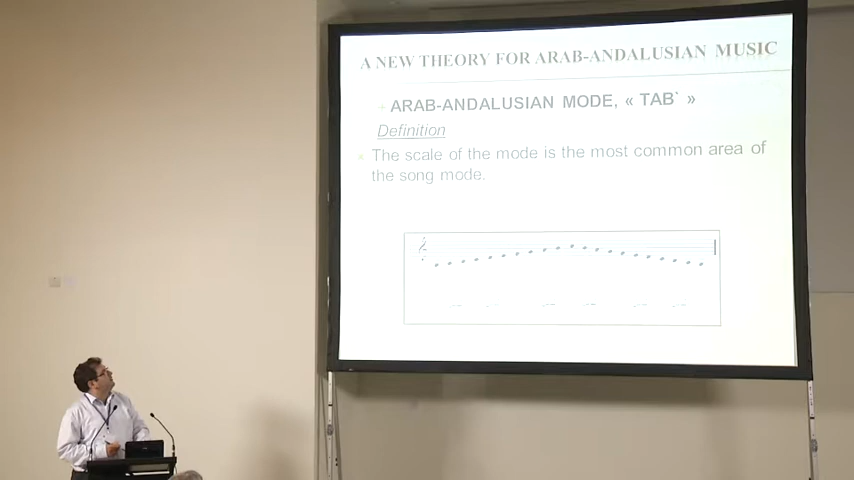 A NEW THEORY FOR ARAB-ANDALUSIAN MUSIC
ARAB-ANDALUSIAN MODE, « TAB` »
Definition
The scale of the mode is the most common area of
the song mode.